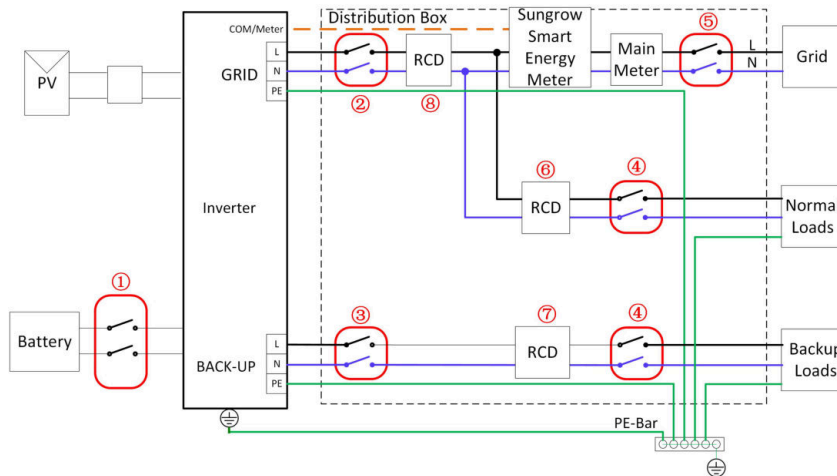 Distribution Box
COM/Meter
L
N
PE
GRID
②
RCD
⑧
Sungrow
Smart
Energy
Meter
Main
Meter
⑤
L
N
Grid
PV
Inverter
⑥
RCD
④
Norma
Loads
①
Battery
BACK-UP
L
N
PE
③
⑦
RCD
④
Backup
Loads
PE-Bar